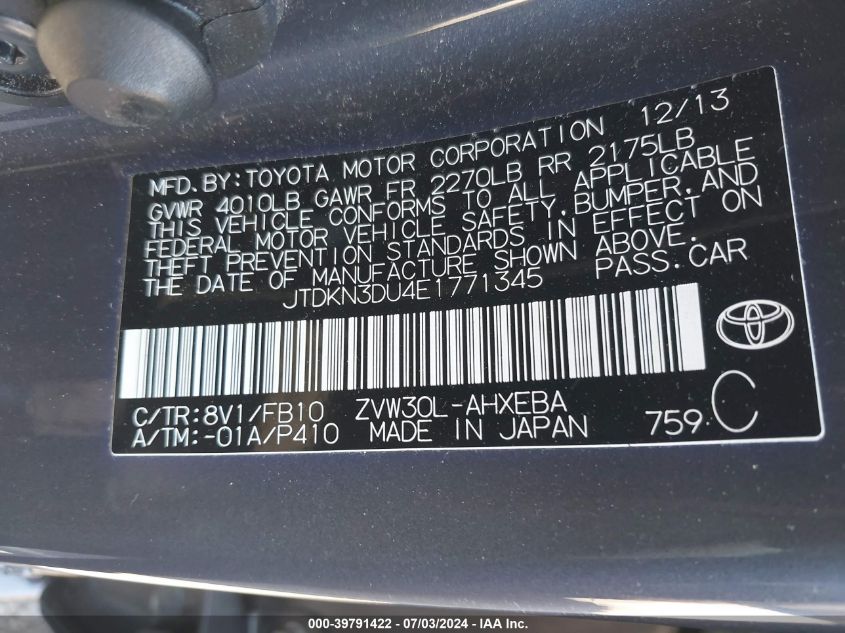 12/13
MFD. BY: TOYOTA MOTOR CORPORATION
GVWR 4010LB GAWR FR 2270LB RR 2175LB
THIS VEHICLE CONFORMS TO ALL APPLICABLE
FEDERAL MOTOR VEHICLE SAFETY, BUMPER, AND
THEFT PREVENTION STANDARDS IN EFFECT ON
THE DATE OF MANUFACTURE SHOWN ABOVE.
JTDKN3DU4E1771345 PASS. CAR
C/TR: 8V1/FB10 ZVW30L-AHXEBA
A/TM: -01A/P410 MADE IN JAPAN 759 C
000-39791422 - 07/03/2024 - IAA Inc.